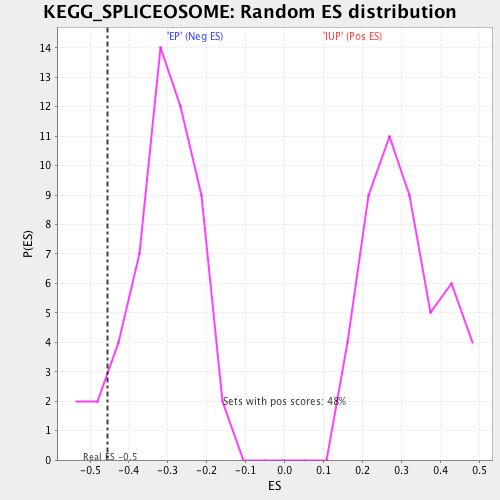 KEGG_SPLICEOSOME: Random ES distribution
'EP' (Neg ES) 'IUP' (Pos ES)
14
13
12
11
10
9
8
7
6
5
4
3
2
1
0
P(ES)
Sets with pos scores: 48%
Real ES -0.5
-0.5 -0.4 -0.3 -0.2 -0.1 0.0 0.1 0.2 0.3 0.4 0.5
ES